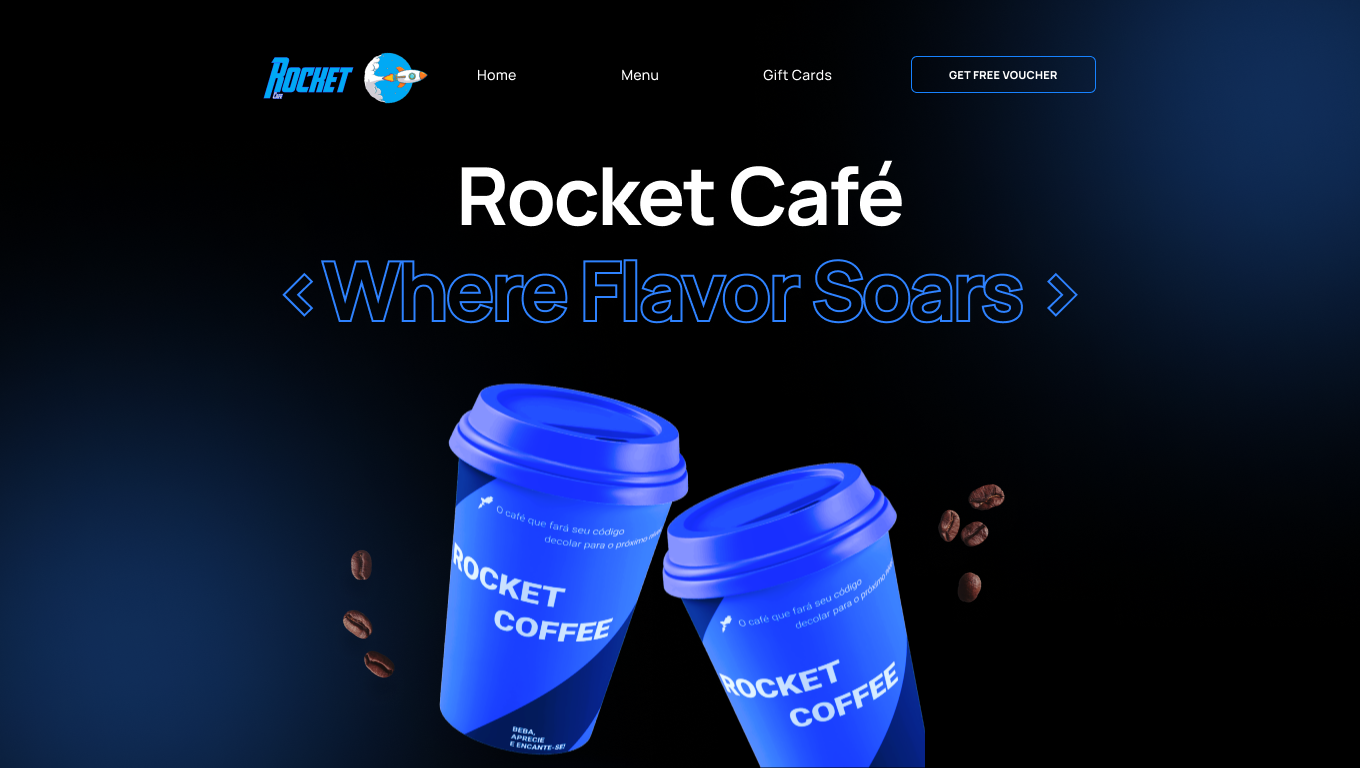 ROCKET
Café
Home
Menu
Gift Cards
GET FREE VOUCHER
Rocket Café
Where Flavor Soars
O café que fará seu código
decolar para o próximo
ROCKET
COFFEE
BEBA,
APRECIE
E ENCANTE-SE!
O café que fará seu código
decolar para o próximo
ROCKET
COFFEE